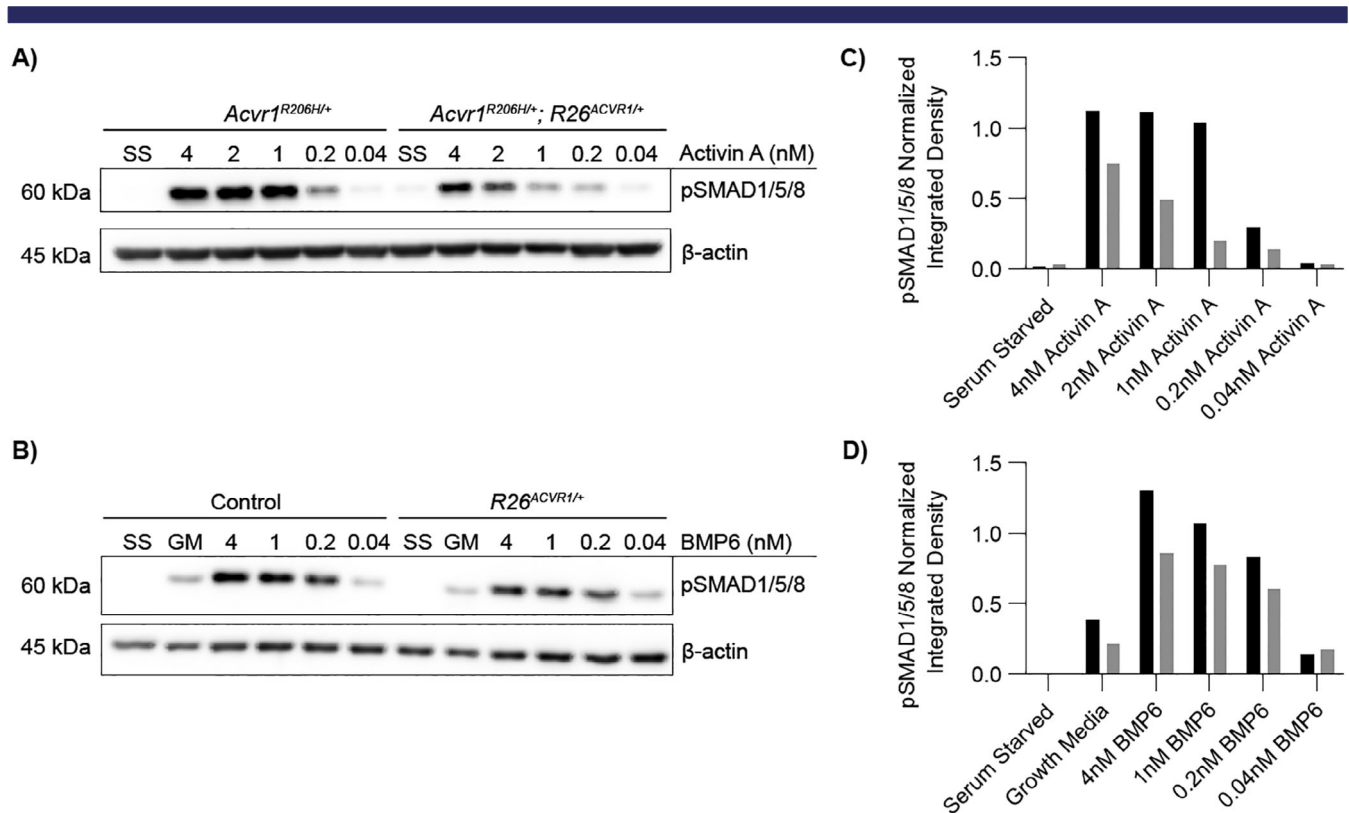 A)
Acvr1R206H/+
Acvr1R206H/+; R26ACVR1/+
SS 4 2 1 0.2 0.04 SS 4 2 1 0.2 0.04 Activin A (nM)
60 kDa pSMAD1/5/8
45 kDa β-actin
B)
Control
R26ACVR1/+
SS GM 4 1 0.2 0.04 SS GM 4 1 0.2 0.04 BMP6 (nM)
60 kDa pSMAD1/5/8
45 kDa β-actin
C)
pSMAD1/5/8 Normalized
Integrated Density
1.5
1.0
0.5
0.0
Serum Starved
4nM Activin A
2nM Activin A
1nM Activin A
0.2nM Activin A
0.04nM Activin A
D)
pSMAD1/5/8 Normalized
Integrated Density
1.5
1.0
0.5
0.0
Serum Starved
Growth Media
4nM BMP6
1nM BMP6
0.2nM BMP6
0.04nM BMP6